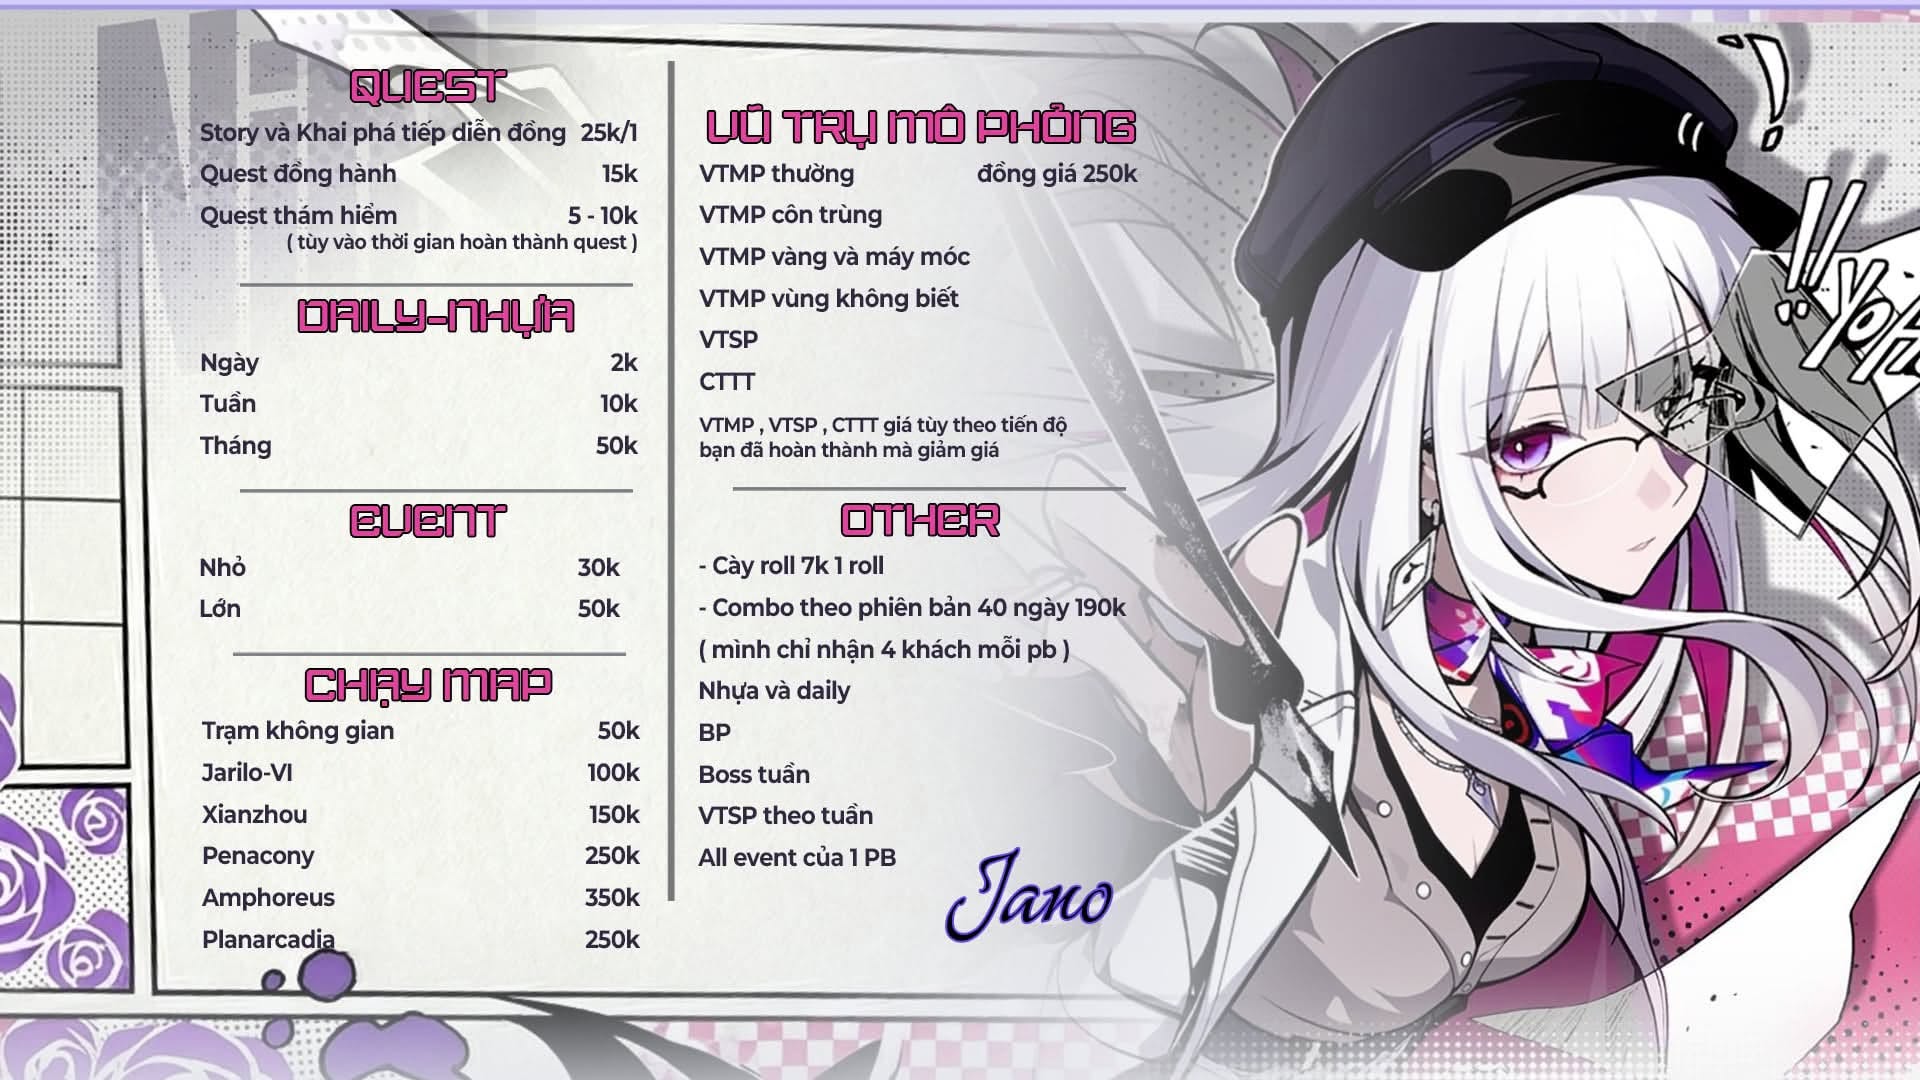 QUEST
Story và Khai phá tiếp diễn đồng 25k/1
Quest đồng hành 15k
Quest thám hiểm 5 - 10k
( tùy vào thời gian hoàn thành quest )
DAILY-NHỰA
Ngày 2k
Tuần 10k
Tháng 50k
EVENT
Nhỏ 30k
Lớn 50k
CHẠY MAP
Trạm không gian 50k
Jarilo-VI 100k
Xianzhou 150k
Penacony 250k
Amphoreus 350k
Planarcadia 250k
VŨ TRỤ MÔ PHỎNG
VTMP thường đồng giá 250k
VTMP côn trùng
VTMP vàng và máy móc
VTMP vùng không biết
VTSP
CTTT
VTMP , VTSP , CTTT giá tùy theo tiến độ
bạn đã hoàn thành mà giảm giá
OTHER
- Cày roll 7k 1 roll
- Combo theo phiên bản 40 ngày 190k
( mình chỉ nhận 4 khách mỗi pb )
Nhựa và daily
BP
Boss tuần
VTSP theo tuần
All event của 1 PB
Jano